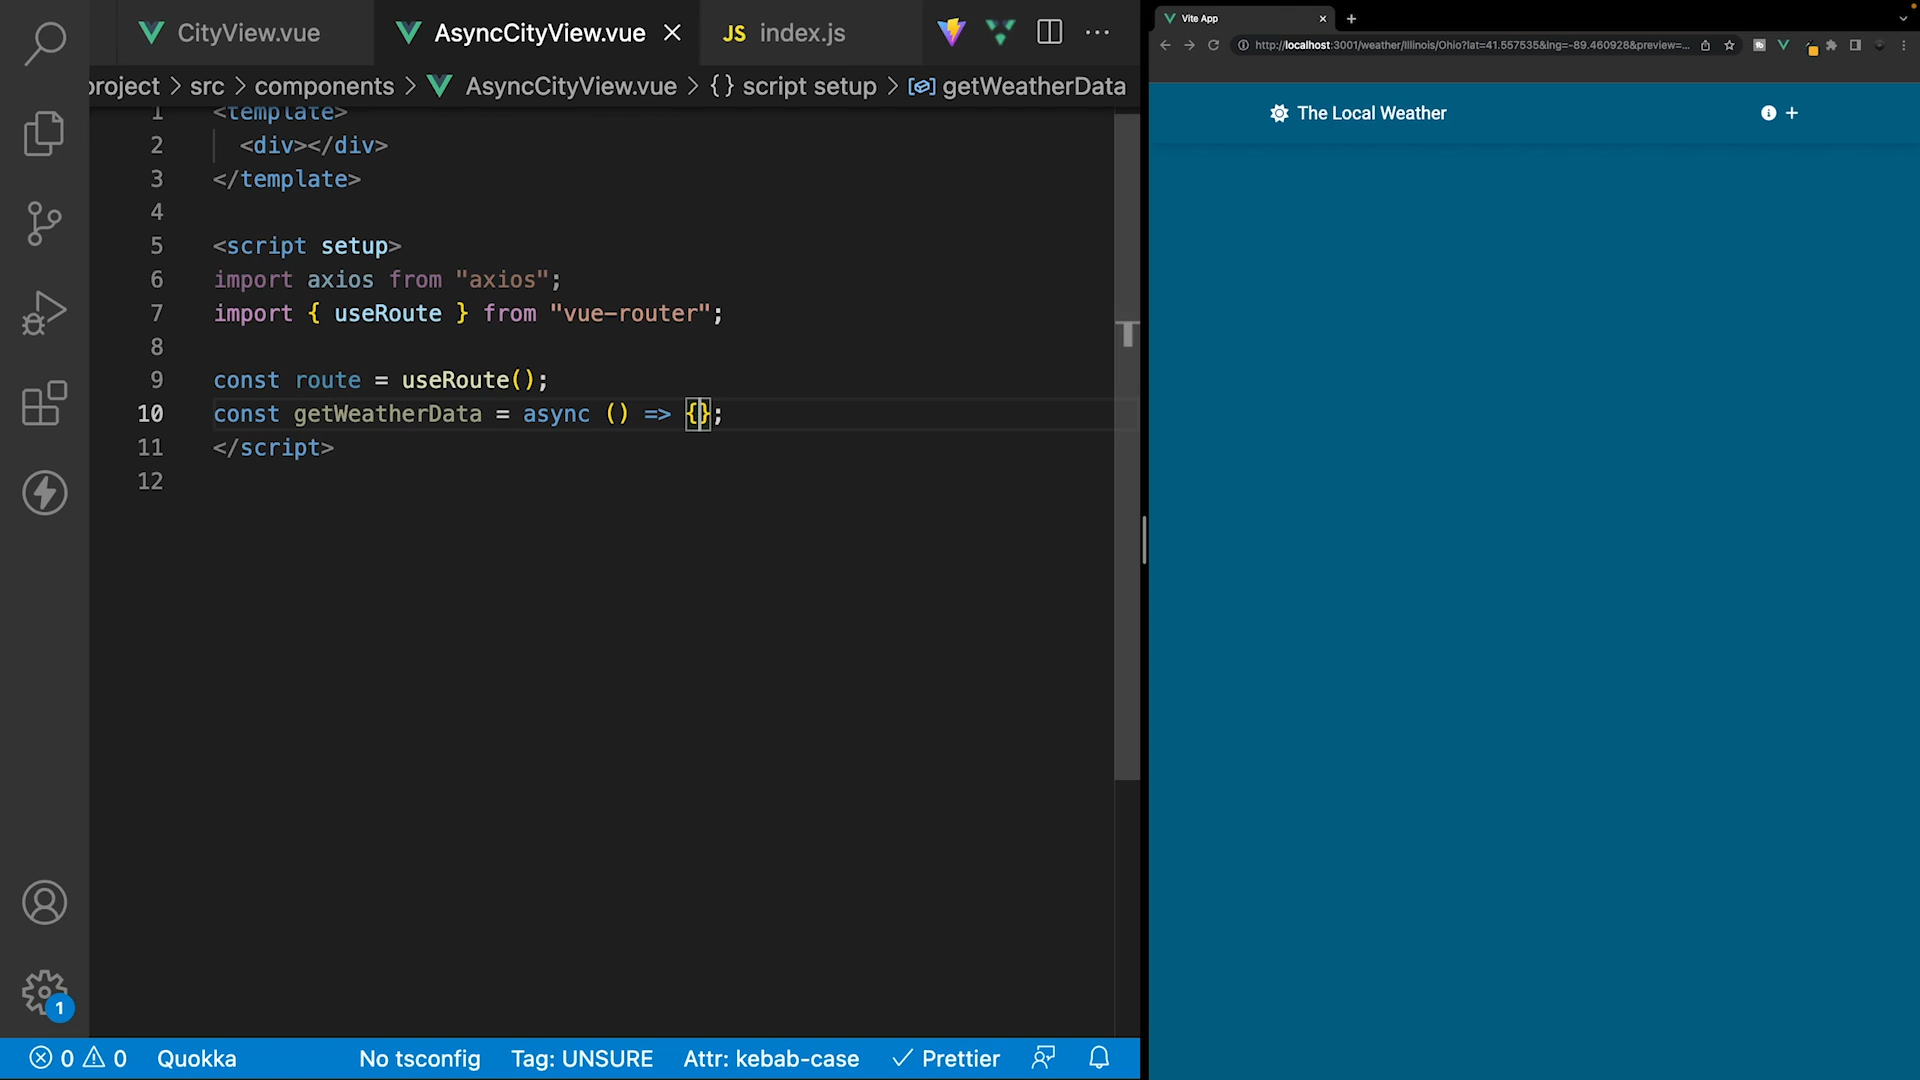 CityView.vue
AsyncCityView.vue
JS index.js
project > src > components > AsyncCityView.vue > {} script setup > getWeatherData
1 <template>
2 <div></div>
3 </template>
4
5 <script setup>
6 import axios from "axios";
7 import { useRoute } from "vue-router";
8
9 const route = useRoute();
10 const getWeatherData = async () => {};
11 </script>
12
1
0 0 Quokka No tsconfig Tag: UNSURE Attr: kebab-case Prettier
Vite App
http://localhost:3001/weather/Illinois/Ohio?lat=41.557535&lng=-89.460928&preview=...
The Local Weather